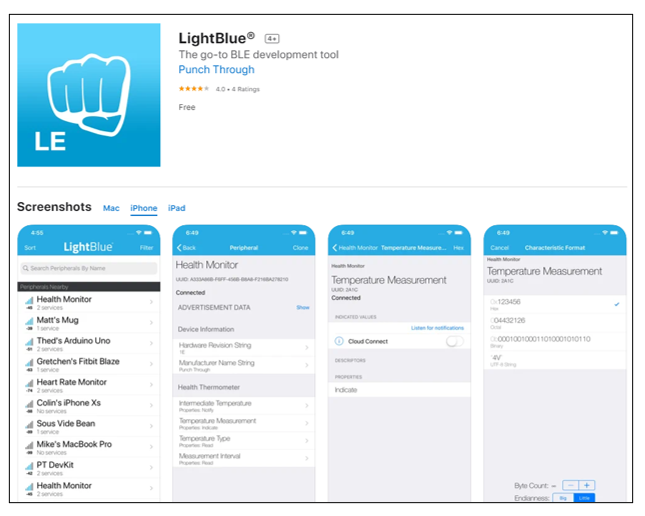 LE
LightBlue® 4+
The go-to BLE development tool
Punch Through
4.0 • 4 Ratings
Free
Screenshots Mac iPhone iPad
4:55
Sort LightBlue Filter
Search Peripherals By Name
Peripherals Nearby
Health Monitor
2 services
Matt's Mug
1 service
Thed's Arduino Uno
2 services
Gretchen's Fitbit Blaze
1 service
Heart Rate Monitor
2 services
Colin's iPhone Xs
No services
Sous Vide Bean
1 service
Mike's MacBook Pro
No services
PT DevKit
2 services
Health Monitor
2 services
6:49
Back Peripheral Clone
Health Monitor
Connected
ADVERTISEMENT DATA Show
Device Information
Hardware Revision String
1E
Manufacturer Name String
Punch Through
Health Thermometer
Intermediate Temperature
Properties: Notify
Temperature Measurement
Properties: Indicate
Temperature Type
Properties: Read
Measurement Interval
Properties: Read
6:49
Health Monitor Temperature Measure... Hex
Health Monitor
Temperature Measurement
UUID: 2A1C
Connected
INDICATED VALUES
Listen for notifications
Cloud Connect
DESCRIPTORS
PROPERTIES
Indicate
6:49
Cancel Characteristic Format
Health Monitor
Temperature Measurement
UUID: 2A1C
0x123456
Hex
004432126
Octal
Binary
'4V'
UTF-8 String
Byte Count: – − +
Endianness: Big Little